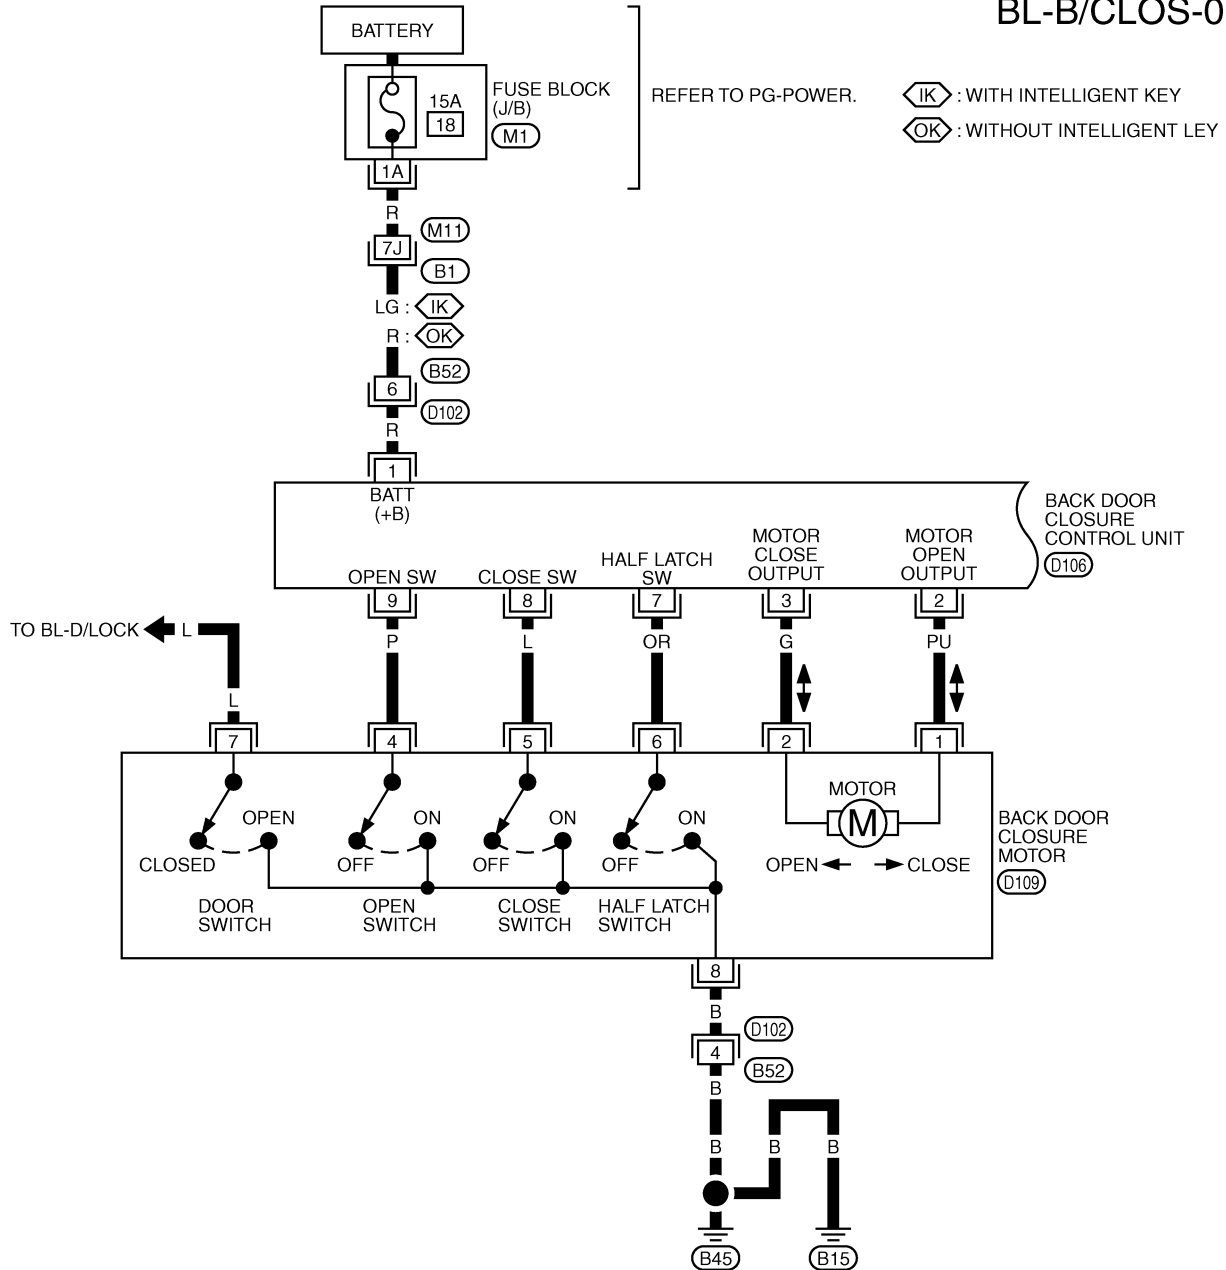 BL-B/CLOS-0
BATTERY
15A
18
FUSE BLOCK
(J/B)
M1
REFER TO PG-POWER.
IK : WITH INTELLIGENT KEY
OK : WITHOUT INTELLIGENT LEY
1A
R
M11
7J
B1
LG : IK
R : OK
B52
6
D102
R
1
BATT
(+B)
OPEN SW
CLOSE SW
HALF LATCH
SW
MOTOR
CLOSE
OUTPUT
MOTOR
OPEN
OUTPUT
BACK DOOR
CLOSURE
CONTROL UNIT
D106
9 8 7 3 2
TO BL-D/LOCK L
P L OR G PU
L
7 4 5 6 2 1
MOTOR
M
OPEN CLOSE
OPEN ON ON ON
CLOSED OFF OFF OFF
DOOR
SWITCH
OPEN
SWITCH
CLOSE
SWITCH
HALF LATCH
SWITCH
BACK DOOR
CLOSURE
MOTOR
D109
8
B
D102
4
B52
B
B B B
B45 B15